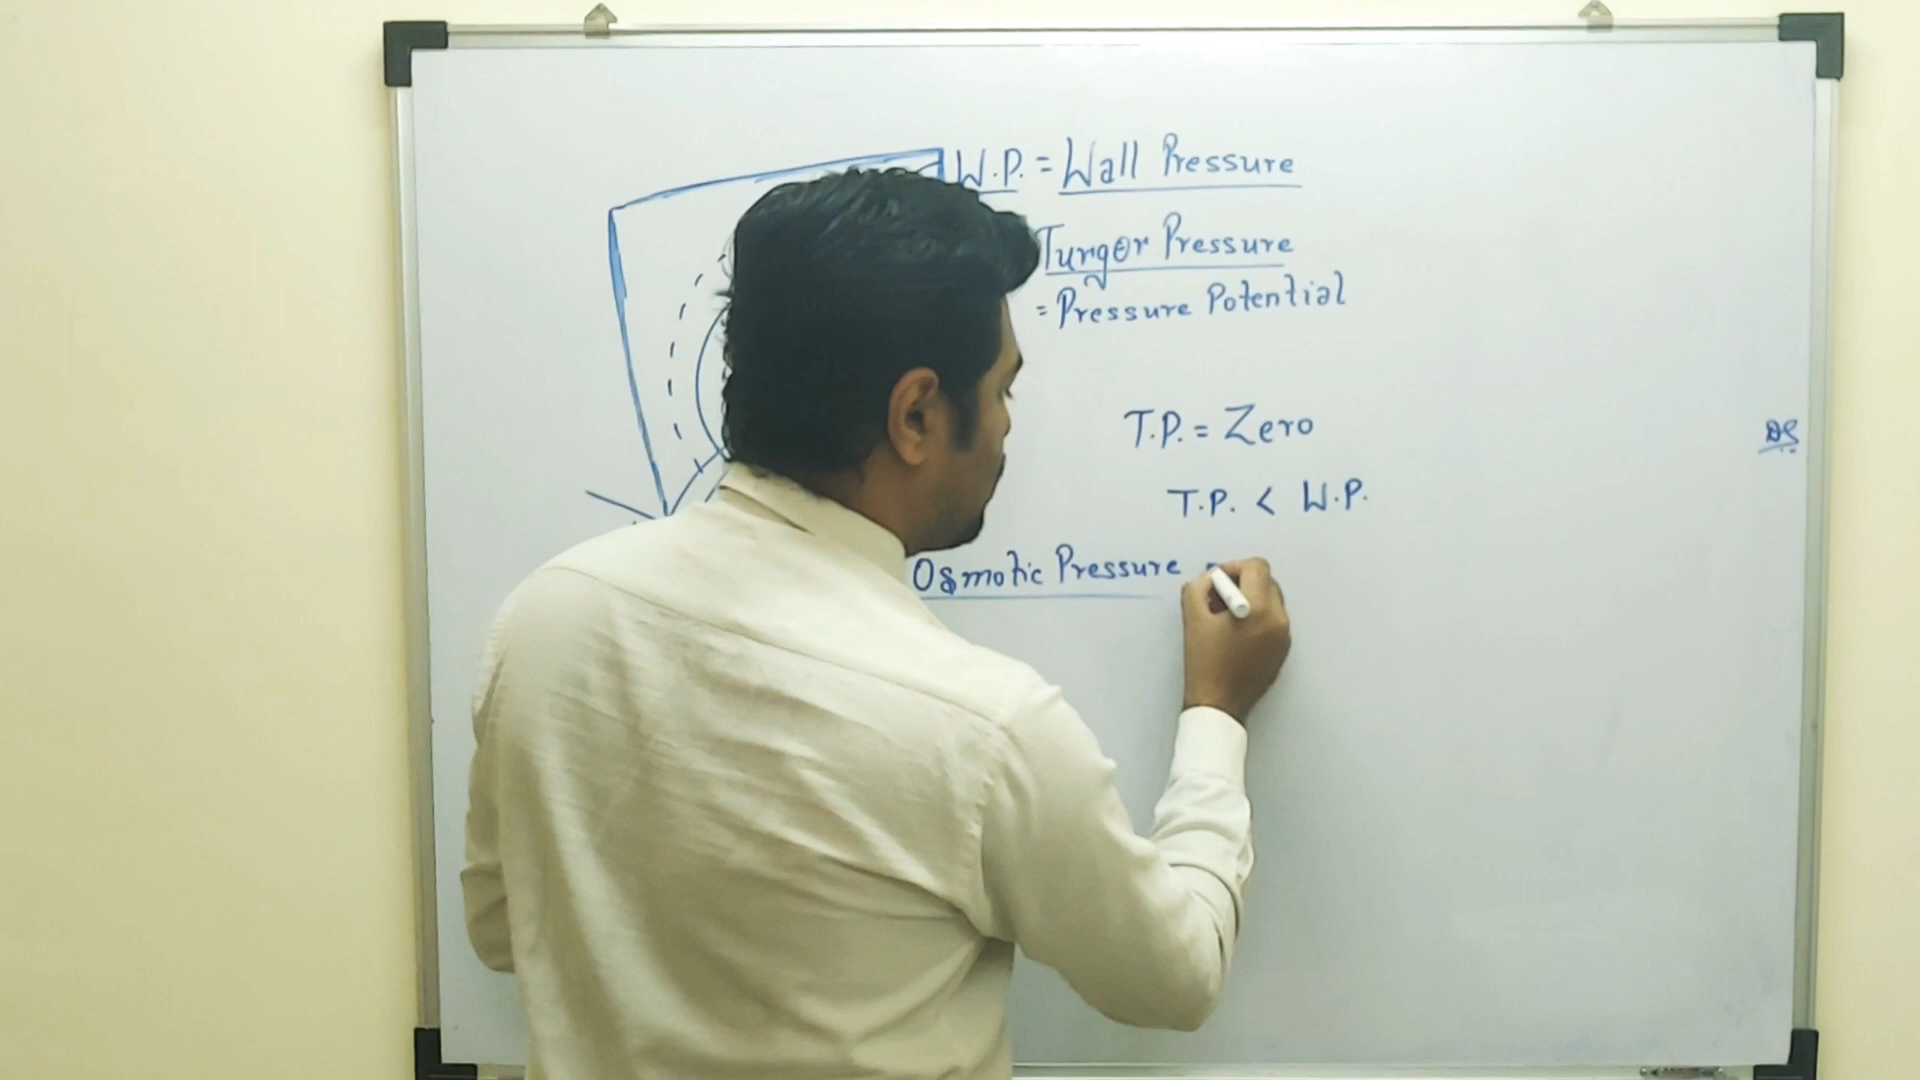 W.P. = Wall Pressure
Turgor Pressure
= Pressure Potential
T.P. = Zero
T.P. < W.P.
Osmotic Pressure